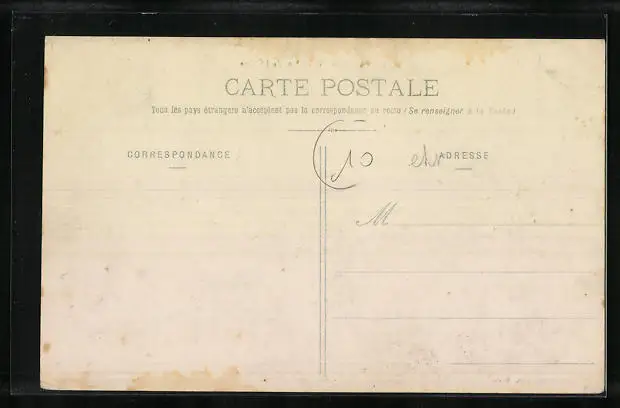 CARTE POSTALE
Tous les pays étrangers n'acceptent pas la correspondance au recto (Se renseigner à la Poste)
CORRESPONDANCE
10
ADRESSE
M